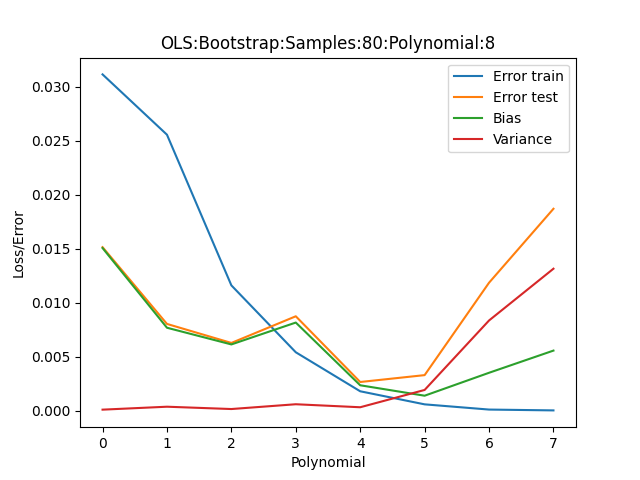 OLS:Bootstrap:Samples:80:Polynomial:8
Error train
Error test
Bias
Variance
Loss/Error
0.030
0.025
0.020
0.015
0.010
0.005
0.000
0 1 2 3 4 5 6 7
Polynomial